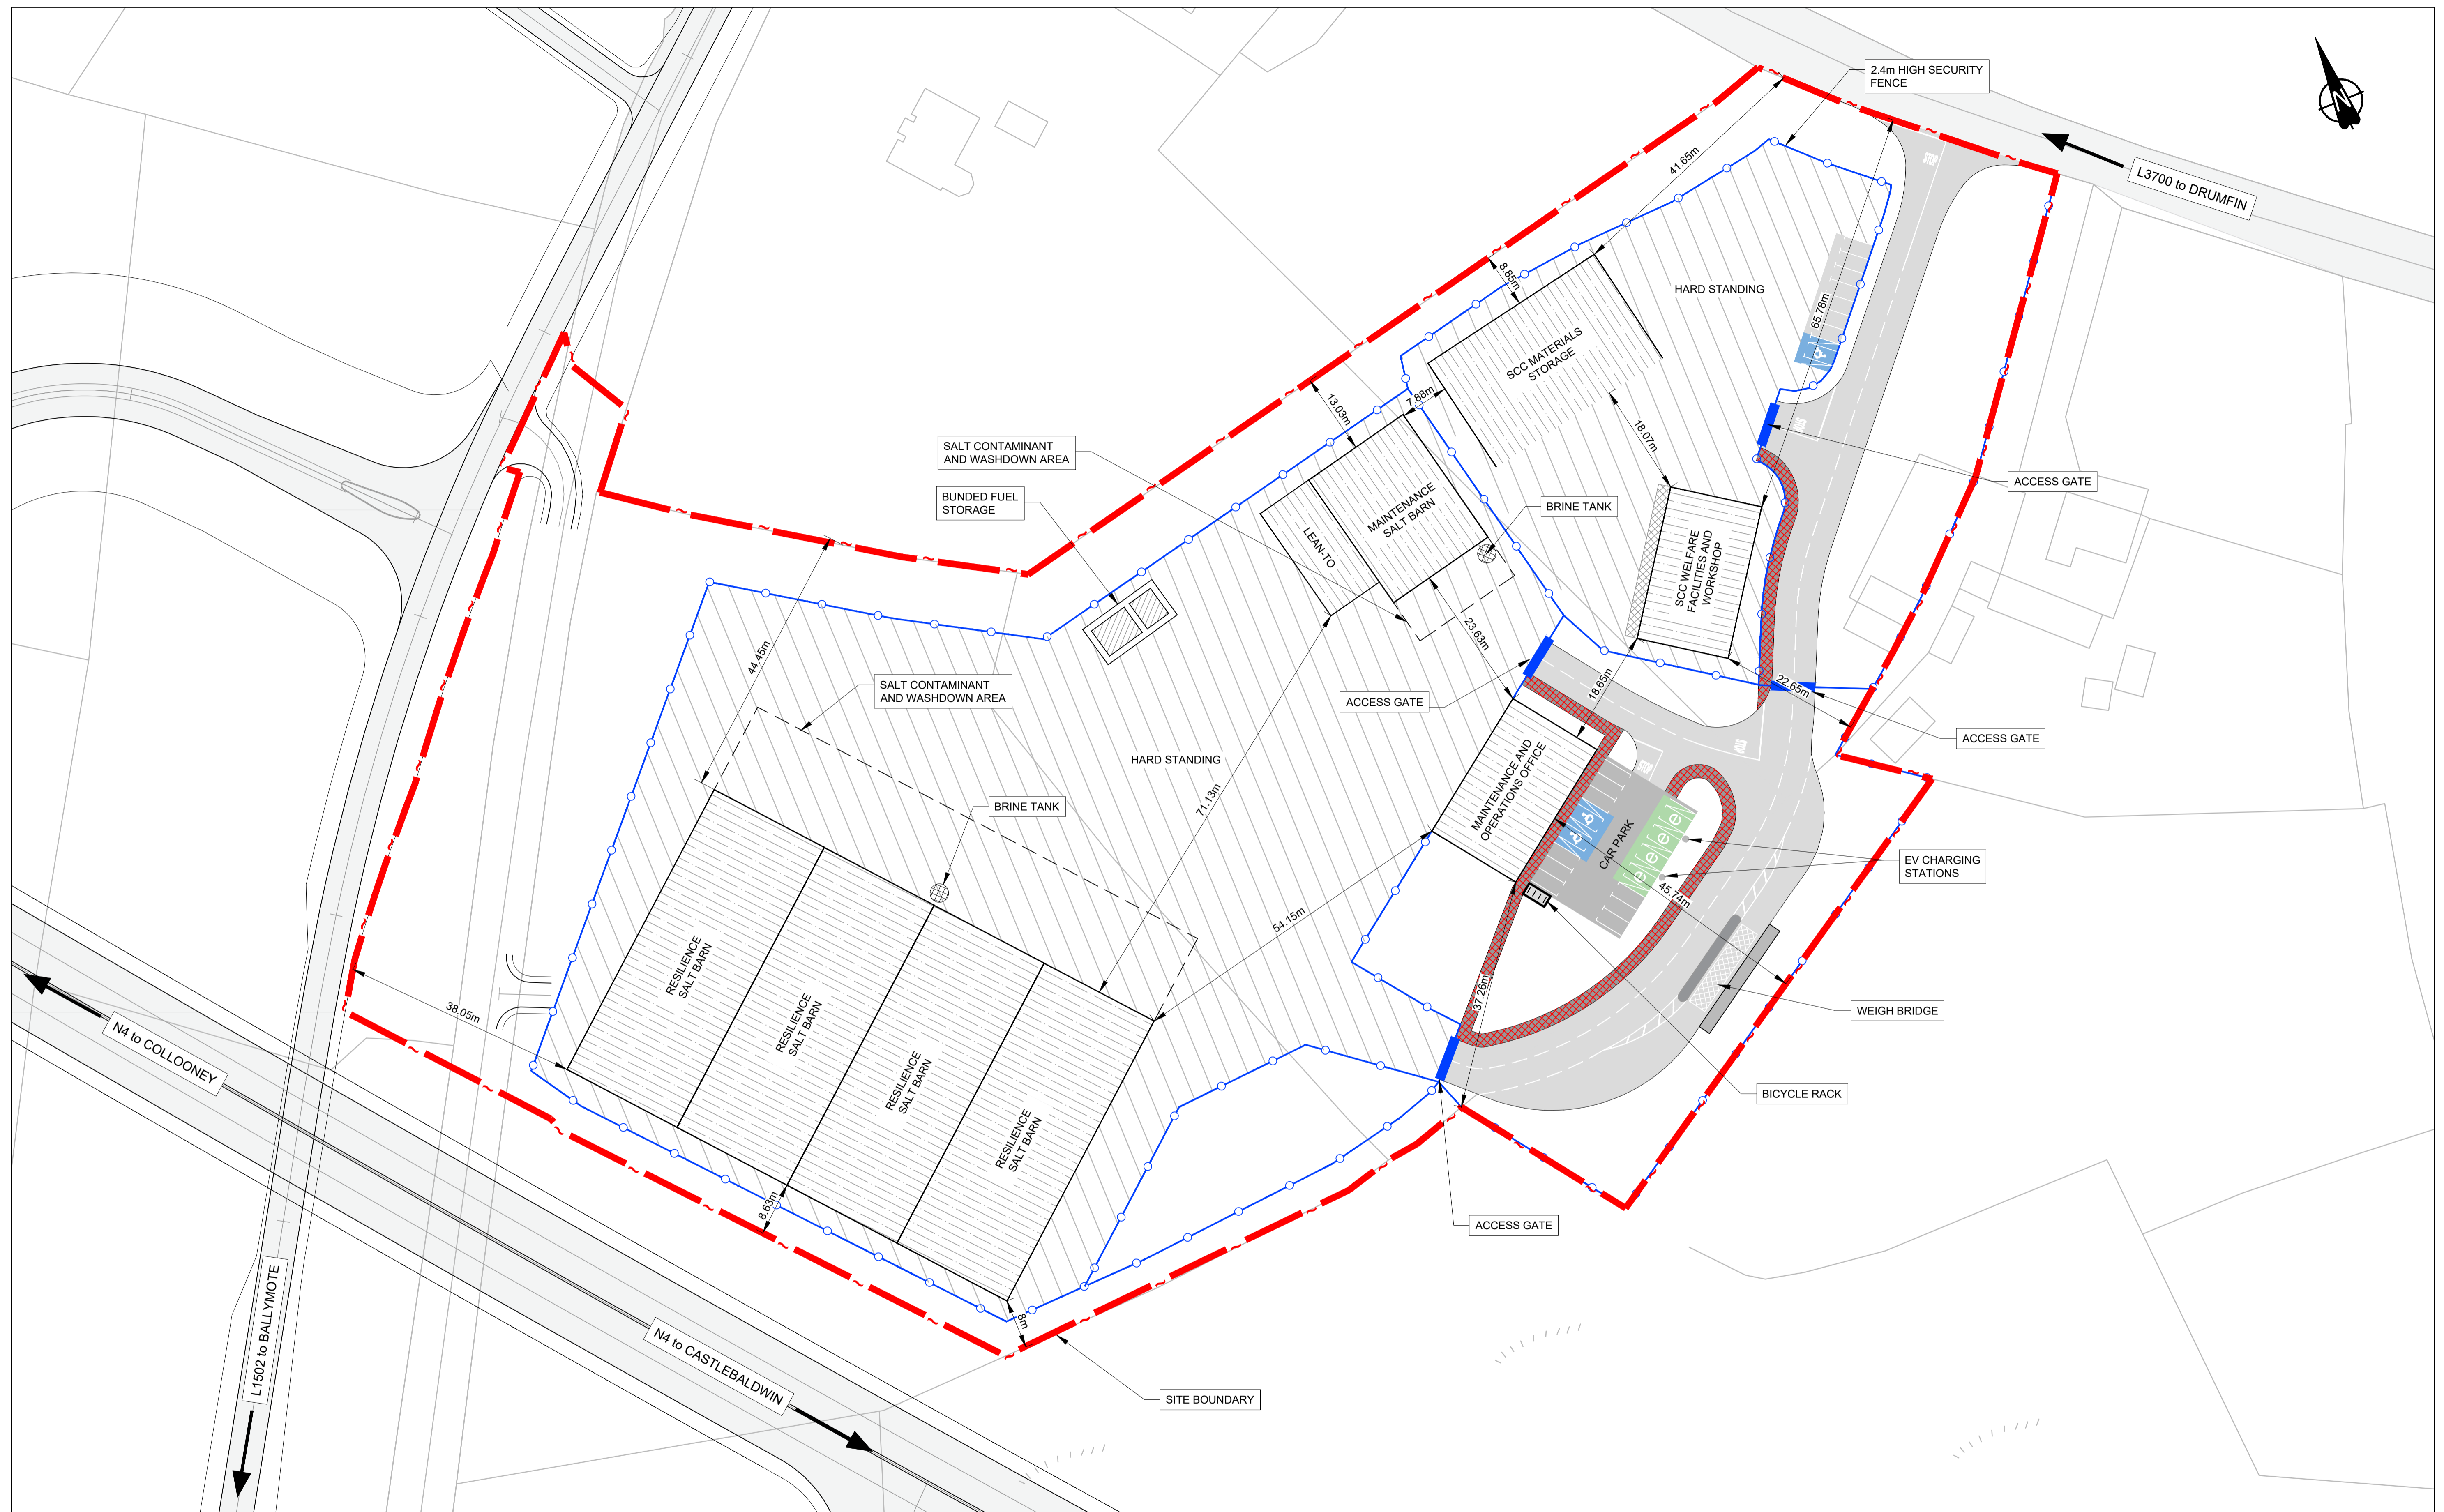 2.4m HIGH SECURITY
FENCE
N
L3700 to DRUMFIN
STOP
41.65m
8.85m
HARD STANDING
65.78m
SCC MATERIALS
STORAGE
7.88m
13.03m
18.07m
SALT CONTAMINANT
AND WASHDOWN AREA
BUNDED FUEL
STORAGE
LEAN-TO
MAINTENANCE
SALT BARN
BRINE TANK
ACCESS GATE
SCC WELFARE
FACILITIES AND
WORKSHOP
23.63m
18.65m
22.65m
44.45m
SALT CONTAMINANT
AND WASHDOWN AREA
ACCESS GATE
ACCESS GATE
HARD STANDING
71.13m
BRINE TANK
MAINTENANCE AND
OPERATIONS OFFICE
STOP
CAR PARK
EV CHARGING
STATIONS
45.74m
54.15m
37.26m
RESILIENCE
SALT BARN
RESILIENCE
SALT BARN
RESILIENCE
SALT BARN
RESILIENCE
SALT BARN
38.05m
WEIGH BRIDGE
BICYCLE RACK
N4 to COLLOONEY
8.63m
8m
ACCESS GATE
L1502 to BALLYMOTE
N4 to CASTLEBALDWIN
SITE BOUNDARY